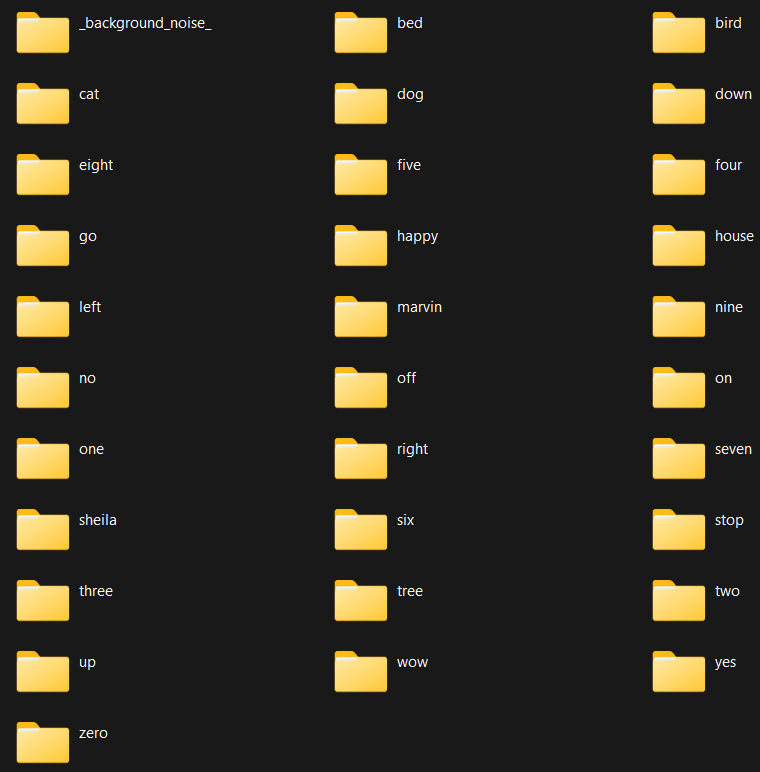 _background_noise_
bed
bird
cat
dog
down
eight
five
four
go
happy
house
left
marvin
nine
no
off
on
one
right
seven
sheila
six
stop
three
tree
two
up
wow
yes
zero